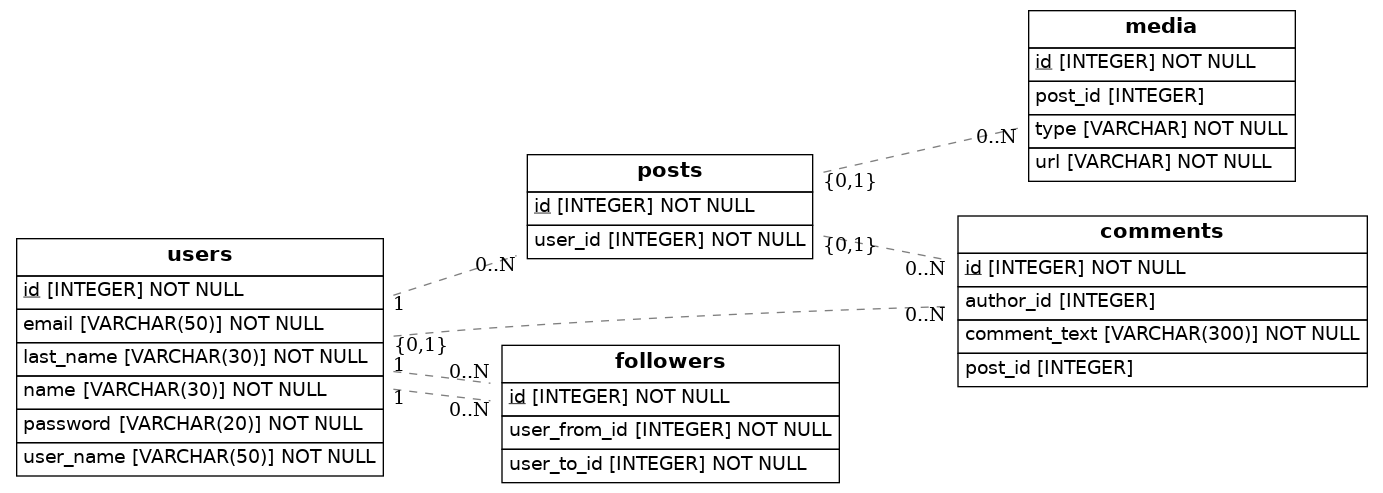 media
id [INTEGER] NOT NULL
post_id [INTEGER]
type [VARCHAR] NOT NULL
url [VARCHAR] NOT NULL
0..N
{0,1}
posts
id [INTEGER] NOT NULL
user_id [INTEGER] NOT NULL
{0,1}
0..N
comments
id [INTEGER] NOT NULL
author_id [INTEGER]
comment_text [VARCHAR(300)] NOT NULL
post_id [INTEGER]
0..N
users
id [INTEGER] NOT NULL
email [VARCHAR(50)] NOT NULL
last_name [VARCHAR(30)] NOT NULL
name [VARCHAR(30)] NOT NULL
password [VARCHAR(20)] NOT NULL
user_name [VARCHAR(50)] NOT NULL
0..N
1
{0,1}
1
0..N
1
0..N
followers
id [INTEGER] NOT NULL
user_from_id [INTEGER] NOT NULL
user_to_id [INTEGER] NOT NULL